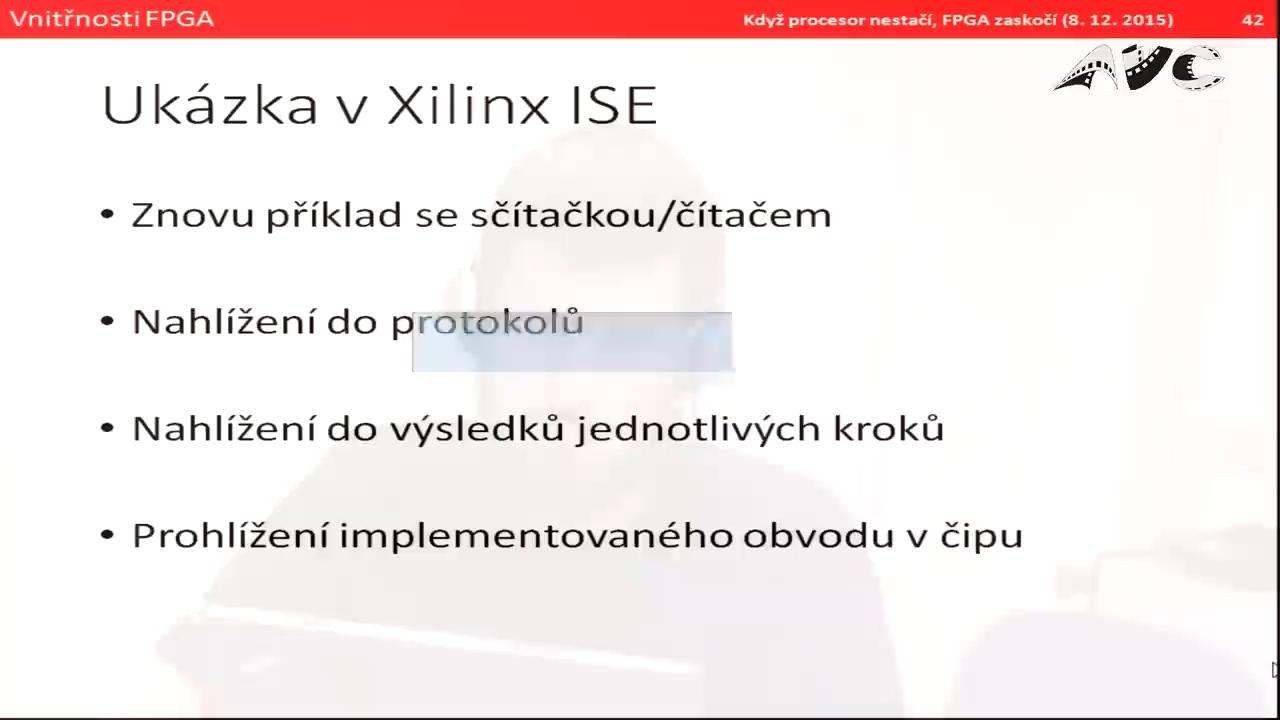 Vnitřnosti FPGA
Když procesor nestačí, FPGA zaskočí (8. 12. 2015)
42
AVC
Ukázka v Xilinx ISE
• Znovu příklad se sčítačkou/čítačem
• Nahlížení do protokolů
• Nahlížení do výsledků jednotlivých kroků
• Prohlížení implementovaného obvodu v čipu